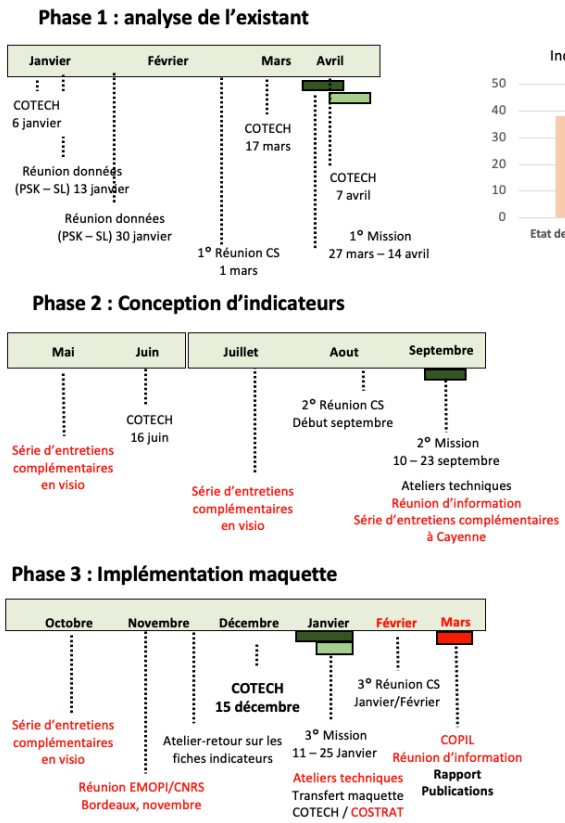 Phase 1 : analyse de l’existant
Janvier
Février
Mars
Avril
COTECH
6 janvier
COTECH
17 mars
Réunion données
(PSK – SL) 13 janvier
COTECH
7 avril
Réunion données
(PSK – SL) 30 janvier
1° Réunion CS
1 mars
1° Mission
27 mars – 14 avril
50
40
30
20
10
0
Etat de
Phase 2 : Conception d’indicateurs
Mai
Juin
Juillet
Aout
Septembre
COTECH
16 juin
2° Réunion CS
Début septembre
Série d’entretiens
complémentaires
en visio
Série d’entretiens
complémentaires
en visio
2° Mission
10 – 23 septembre
Ateliers techniques
Réunion d’information
Série d’entretiens complémentaires
à Cayenne
Phase 3 : Implémentation maquette
Octobre
Novembre
Décembre
Janvier
Février
Mars
COTECH
15 décembre
3° Réunion CS
Janvier/Février
Série d’entretiens
complémentaires
en visio
Atelier-retour sur les
fiches indicateurs
3° Mission
11 – 25 Janvier
Ateliers techniques
Transfert maquette
COTECH / COSTRAT
COPIL
Réunion d’information
Rapport
Publications
Réunion EMOPI/CNRS
Bordeaux, novembre